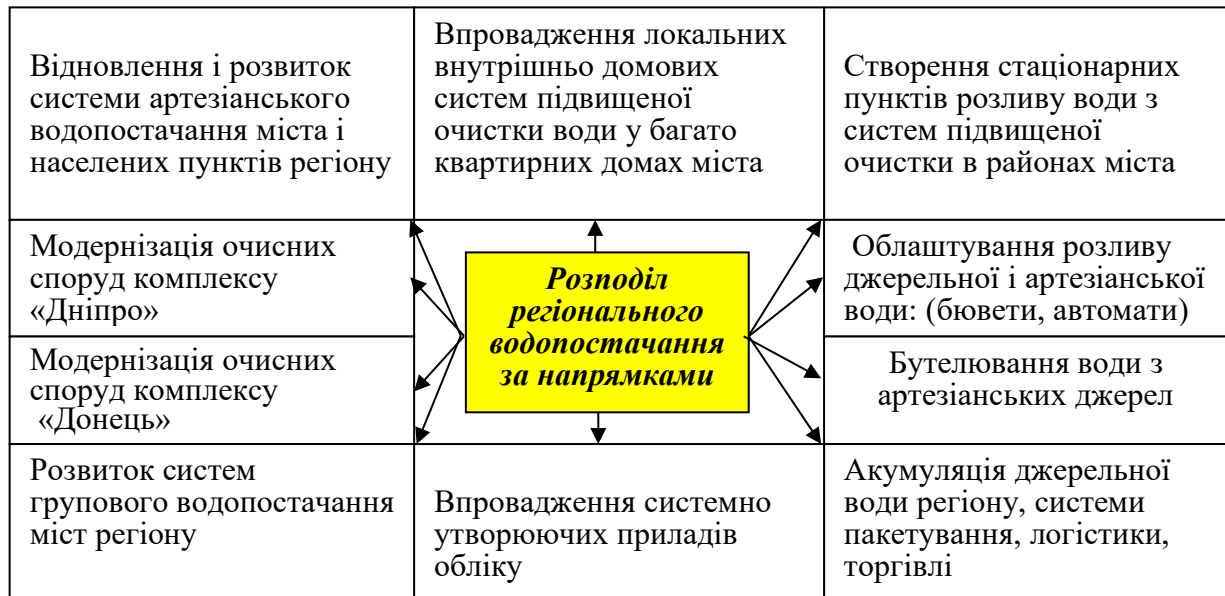 Відновлення і розвиток
системи артезіанського
водопостачання міста і
населених пунктів регіону
Впровадження локальних
внутрішньо домових
систем підвищеної
очистки води у багато
квартирних домах міста
Створення стаціонарних
пунктів розливу води з
систем підвищеної
очистки в районах міста
Модернізація очисних
споруд комплексу
«Дніпро»
Розподіл
регіонального
водопостачання
за напрямками
Облаштування розливу
джерельної і артезіанської
води: (бювети, автомати)
Модернізація очисних
споруд комплексу
«Донець»
Бутелювання води з
артезіанських джерел
Розвиток систем
групового водопостачання
міст регіону
Впровадження системно
утворюючих приладів
обліку
Акумуляція джерельної
води регіону, системи
пакетування, логістики,
торгівлі